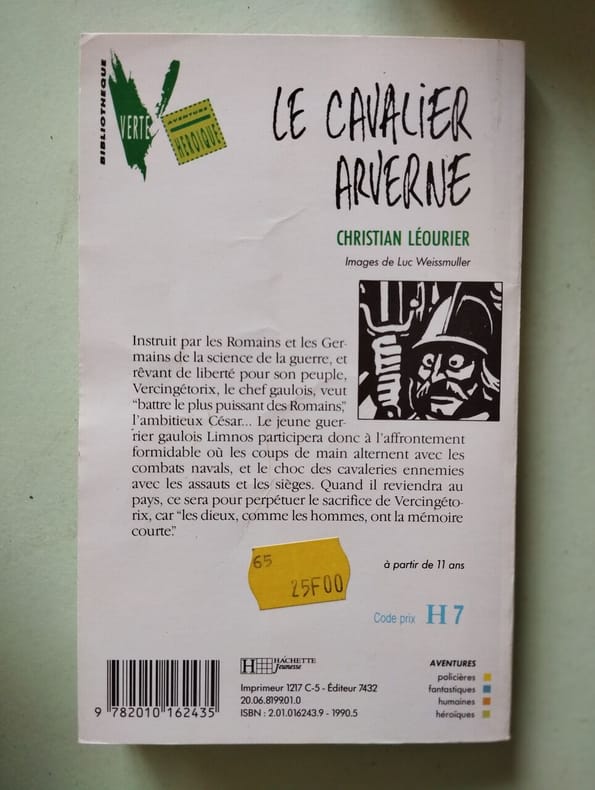 BIBLIOTHEQUE
VERTE
AVENTURE
HEROÏQUE
LE CAVALIER
ARVERNE
CHRISTIAN LÉOURIER
Images de Luc Weissmuller
Instruit par les Romains et les Ger-
mains de la science de la guerre, et
rêvant de liberté pour son peuple,
Vercingétorix, le chef gaulois, veut
“battre le plus puissant des Romains”,
l’ambitieux César... Le jeune guer-
rier gaulois Limnos participera donc à l’affrontement
formidable où les coups de main alternent avec les
combats navals, et le choc des cavaleries ennemies
avec les assauts et les sièges. Quand il reviendra au
pays, ce sera pour perpétuer le sacrifice de Vercingéto-
rix, car “les dieux, comme les hommes, ont la mémoire
courte”.
65
25F00
à partir de 11 ans
Code prix H 7
9 782010 162435
H HACHETTE
Jeunesse
Imprimeur 1217 C-5 - Éditeur 7432
20.06.8199.01.0
ISBN : 2.01.016243.9 - 1990.5
AVENTURES
policières
fantastiques
humaines
héroïques